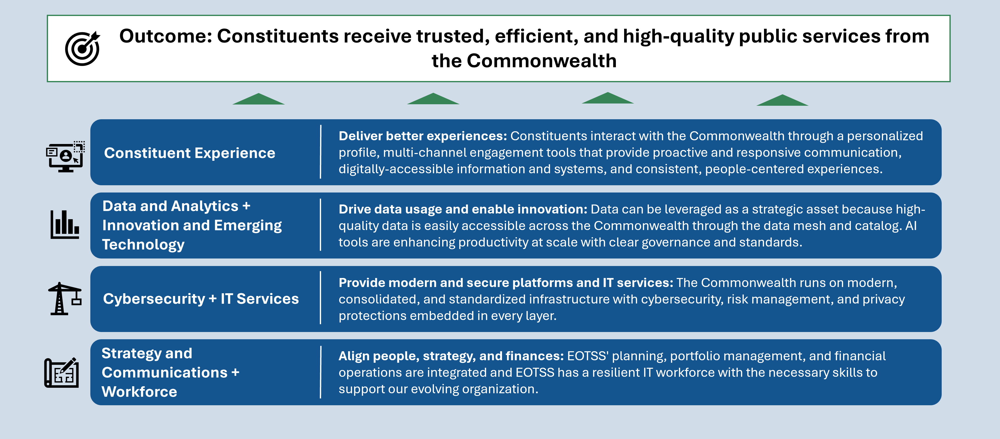 Outcome: Constituents receive trusted, efficient, and high-quality public services from
the Commonwealth
Constituent Experience
Deliver better experiences: Constituents interact with the Commonwealth through a personalized
profile, multi-channel engagement tools that provide proactive and responsive communication,
digitally-accessible information and systems, and consistent, people-centered experiences.
Data and Analytics +
Innovation and Emerging
Technology
Drive data usage and enable innovation: Data can be leveraged as a strategic asset because high-
quality data is easily accessible across the Commonwealth through the data mesh and catalog. AI
tools are enhancing productivity at scale with clear governance and standards.
Cybersecurity + IT Services
Provide modern and secure platforms and IT services: The Commonwealth runs on modern,
consolidated, and standardized infrastructure with cybersecurity, risk management, and privacy
protections embedded in every layer.
Strategy and
Communications +
Workforce
Align people, strategy, and finances: EOTSS' planning, portfolio management, and financial
operations are integrated and EOTSS has a resilient IT workforce with the necessary skills to
support our evolving organization.